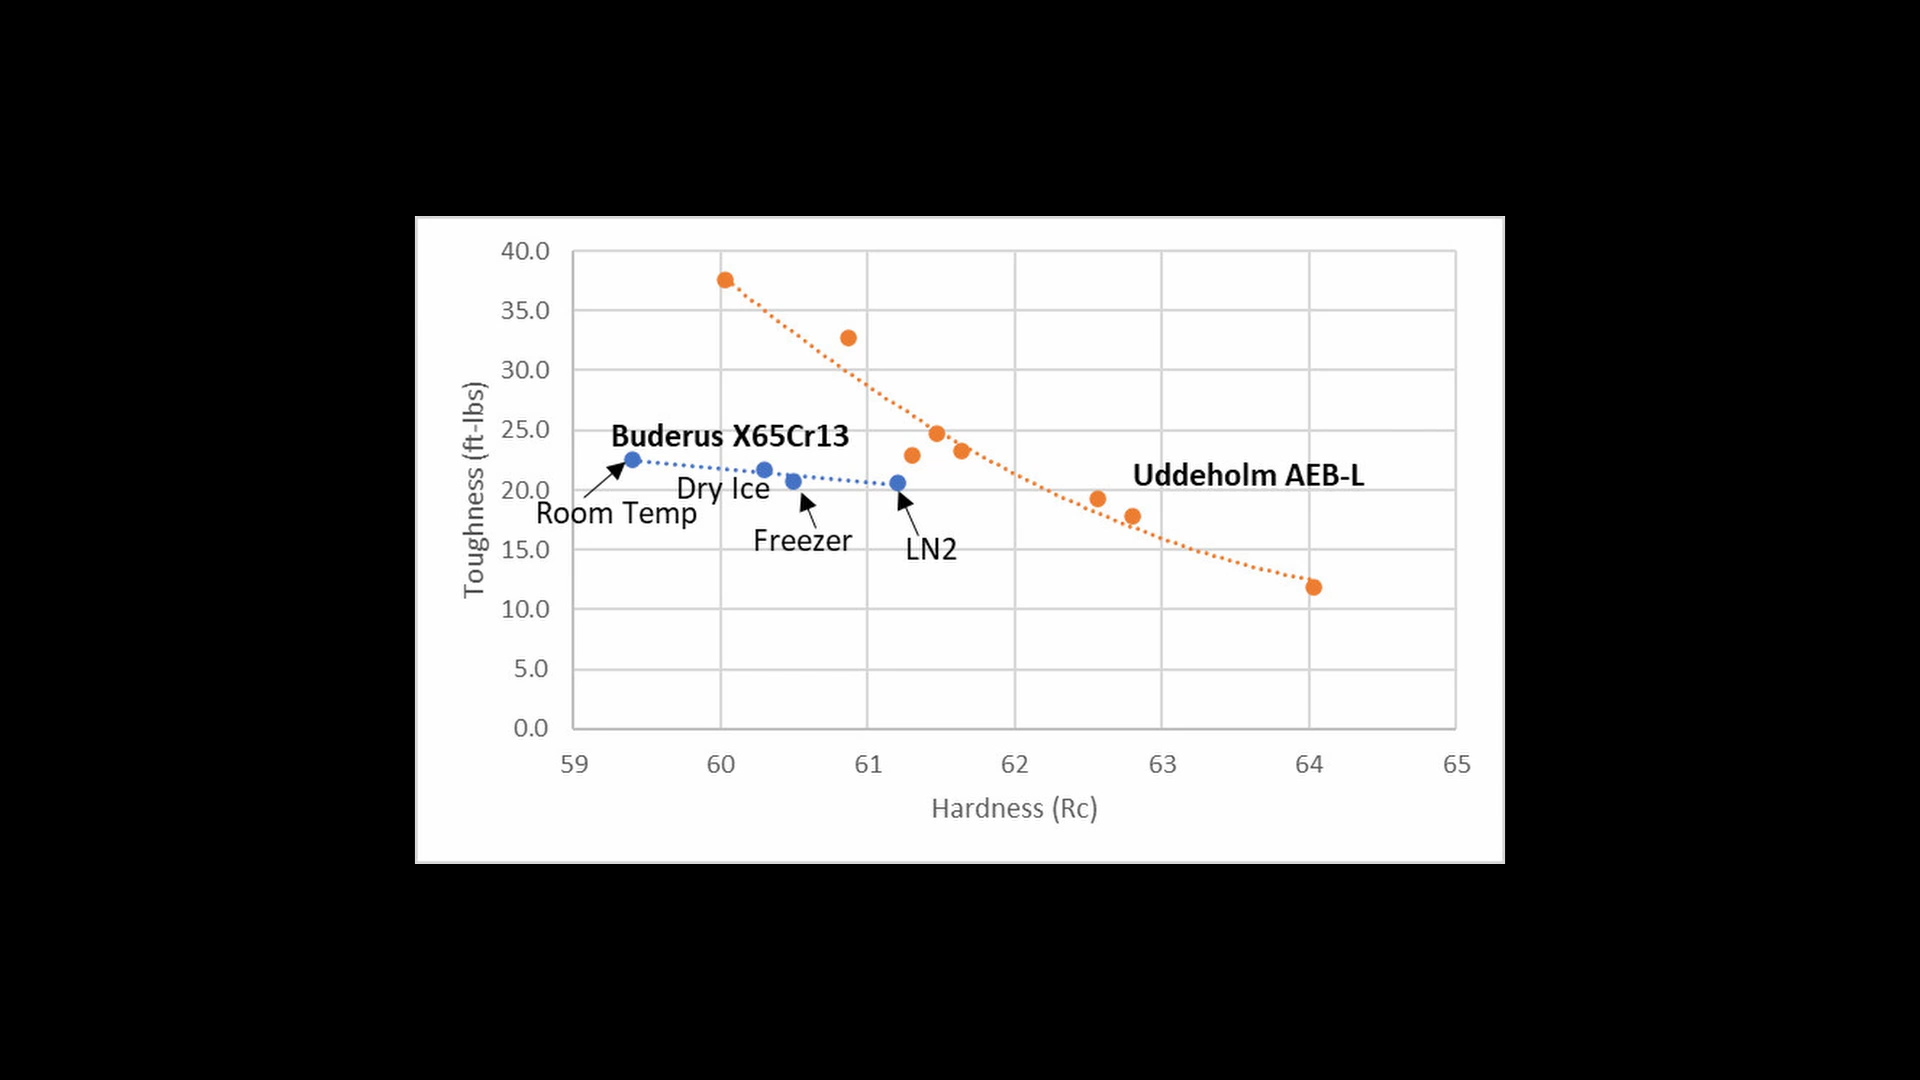 40.0
35.0
30.0
25.0
20.0
15.0
10.0
5.0
0.0
Toughness (ft-lbs)
Buderus X65Cr13
Room Temp
Dry Ice
Freezer
LN2
Uddeholm AEB-L
59 60 61 62 63 64 65
Hardness (Rc)